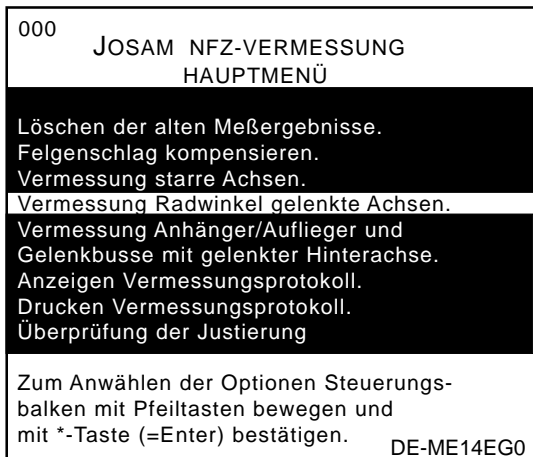 000
JOSAM NFZ-VERMESSUNG
HAUPTMENÜ
Löschen der alten Meßergebnisse.
Felgenschlag kompensieren.
Vermessung starre Achsen.
Vermessung Radwinkel gelenkte Achsen.
Vermessung Anhänger/Auflieger und
Gelenkbusse mit gelenkter Hinterachse.
Anzeigen Vermessungsprotokoll.
Drucken Vermessungsprotokoll.
Überprüfung der Justierung
Zum Anwählen der Optionen Steuerungs-
balken mit Pfeiltasten bewegen und
mit *-Taste (=Enter) bestätigen.
DE-ME14EG0